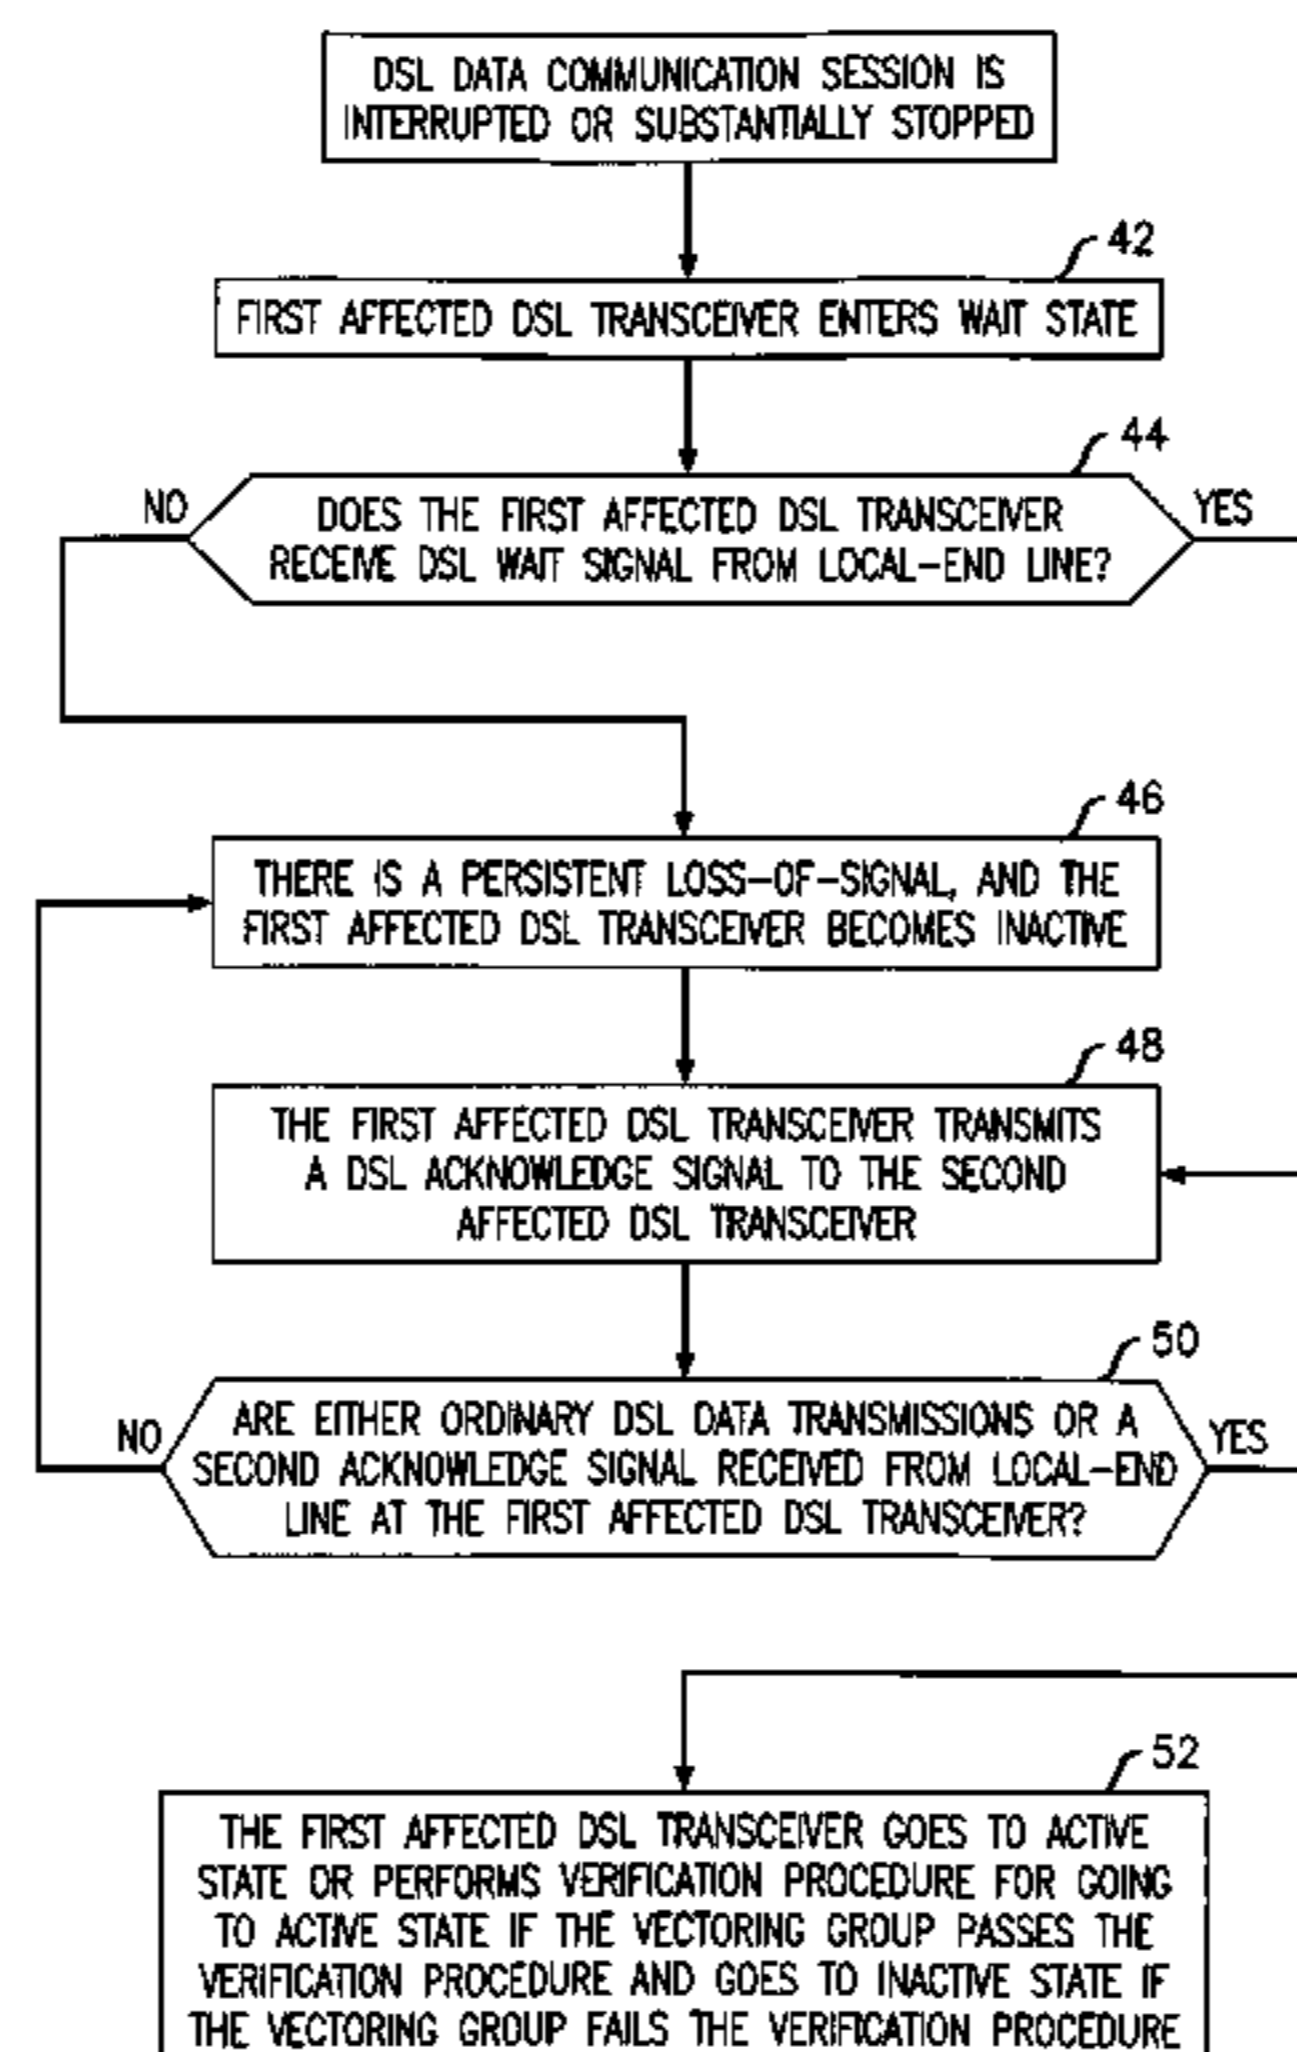 DSL DATA COMMUNICATION SESSION IS
INTERRUPTED OR SUBSTANTIALLY STOPPED
42
FIRST AFFECTED DSL TRANSCEIVER ENTERS WAIT STATE
44
NO
YES
DOES THE FIRST AFFECTED DSL TRANSCEIVER
RECEIVE DSL WAIT SIGNAL FROM LOCAL-END LINE?
46
THERE IS A PERSISTENT LOSS-OF-SIGNAL, AND THE
FIRST AFFECTED DSL TRANSCEIVER BECOMES INACTIVE
48
THE FIRST AFFECTED DSL TRANSCEIVER TRANSMITS
A DSL ACKNOWLEDGE SIGNAL TO THE SECOND
AFFECTED DSL TRANSCEIVER
50
NO
YES
ARE EITHER ORDINARY DSL DATA TRANSMISSIONS OR A
SECOND ACKNOWLEDGE SIGNAL RECEIVED FROM LOCAL-END
LINE AT THE FIRST AFFECTED DSL TRANSCEIVER?
52
THE FIRST AFFECTED DSL TRANSCEIVER GOES TO ACTIVE
STATE OR PERFORMS VERIFICATION PROCEDURE FOR GOING
TO ACTIVE STATE IF THE VECTORING GROUP PASSES THE
VERIFICATION PROCEDURE AND GOES TO INACTIVE STATE IF
THE VECTORING GROUP FAILS THE VERIFICATION PROCEDURE